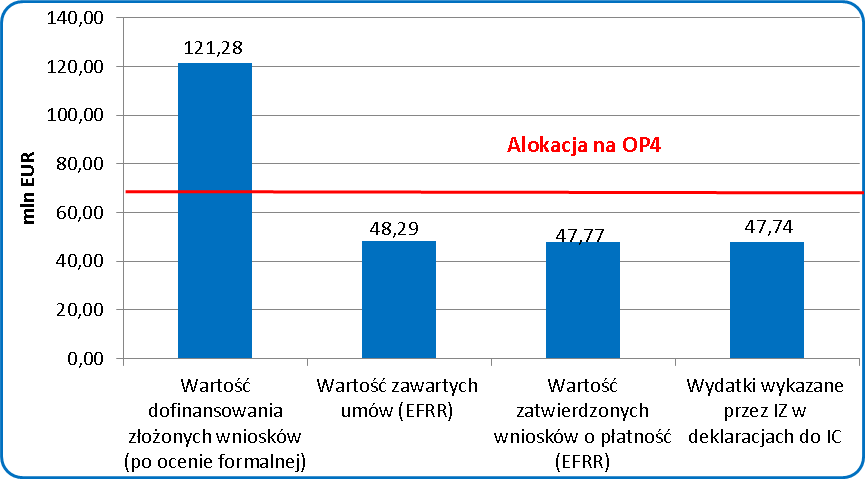 140,00
120,00
100,00
80,00
60,00
40,00
20,00
0,00
mln EUR
121,28
48,29
47,77
47,74
Alokacja na OP4
Wartość
dofinansowania
złożonych wniosków
(po ocenie formalnej)
Wartość zawartych
umów (EFRR)
Wartość
zatwierdzonych
wniosków o płatność
(EFRR)
Wydatki wykazane
przez IZ w
deklaracjach do IC